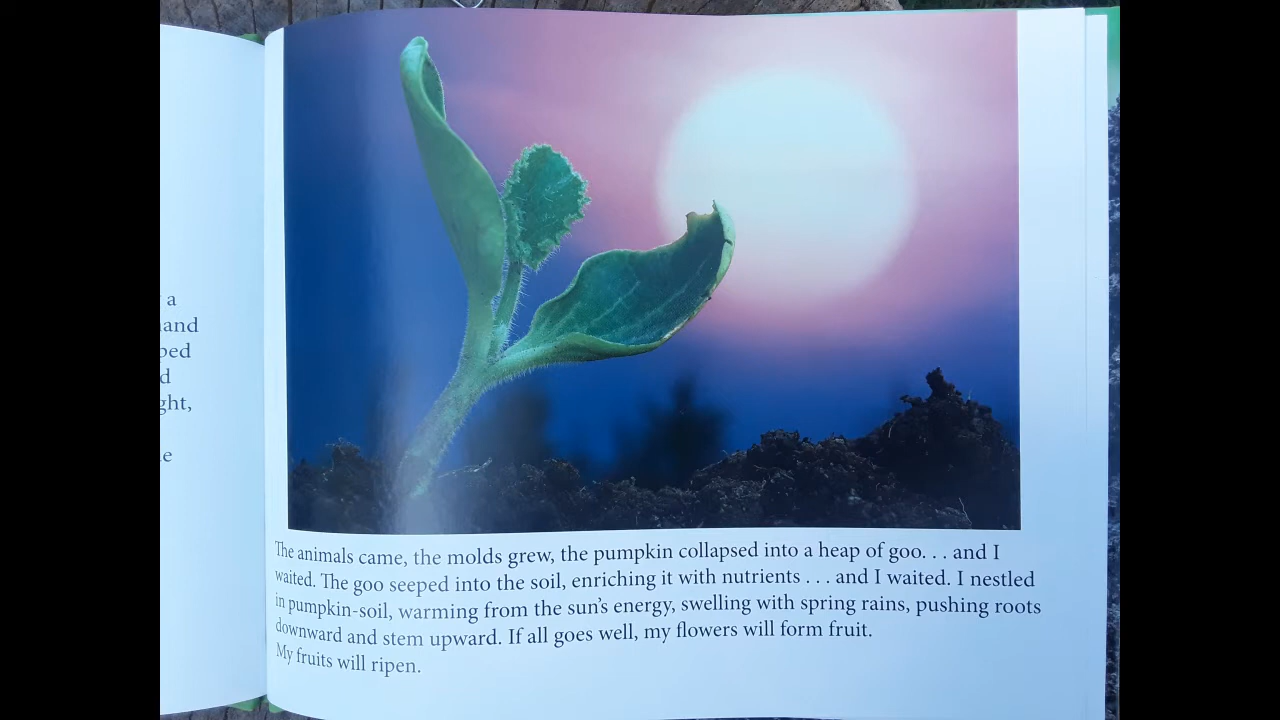 a
and
ght,
The animals came, the molds grew, the pumpkin collapsed into a heap of goo. . . and I
waited. The goo seeped into the soil, enriching it with nutrients . . . and I waited. I nestled
in pumpkin-soil, warming from the sun's energy, swelling with spring rains, pushing roots
downward and stem upward. If all goes well, my flowers will form fruit.
My fruits will ripen.